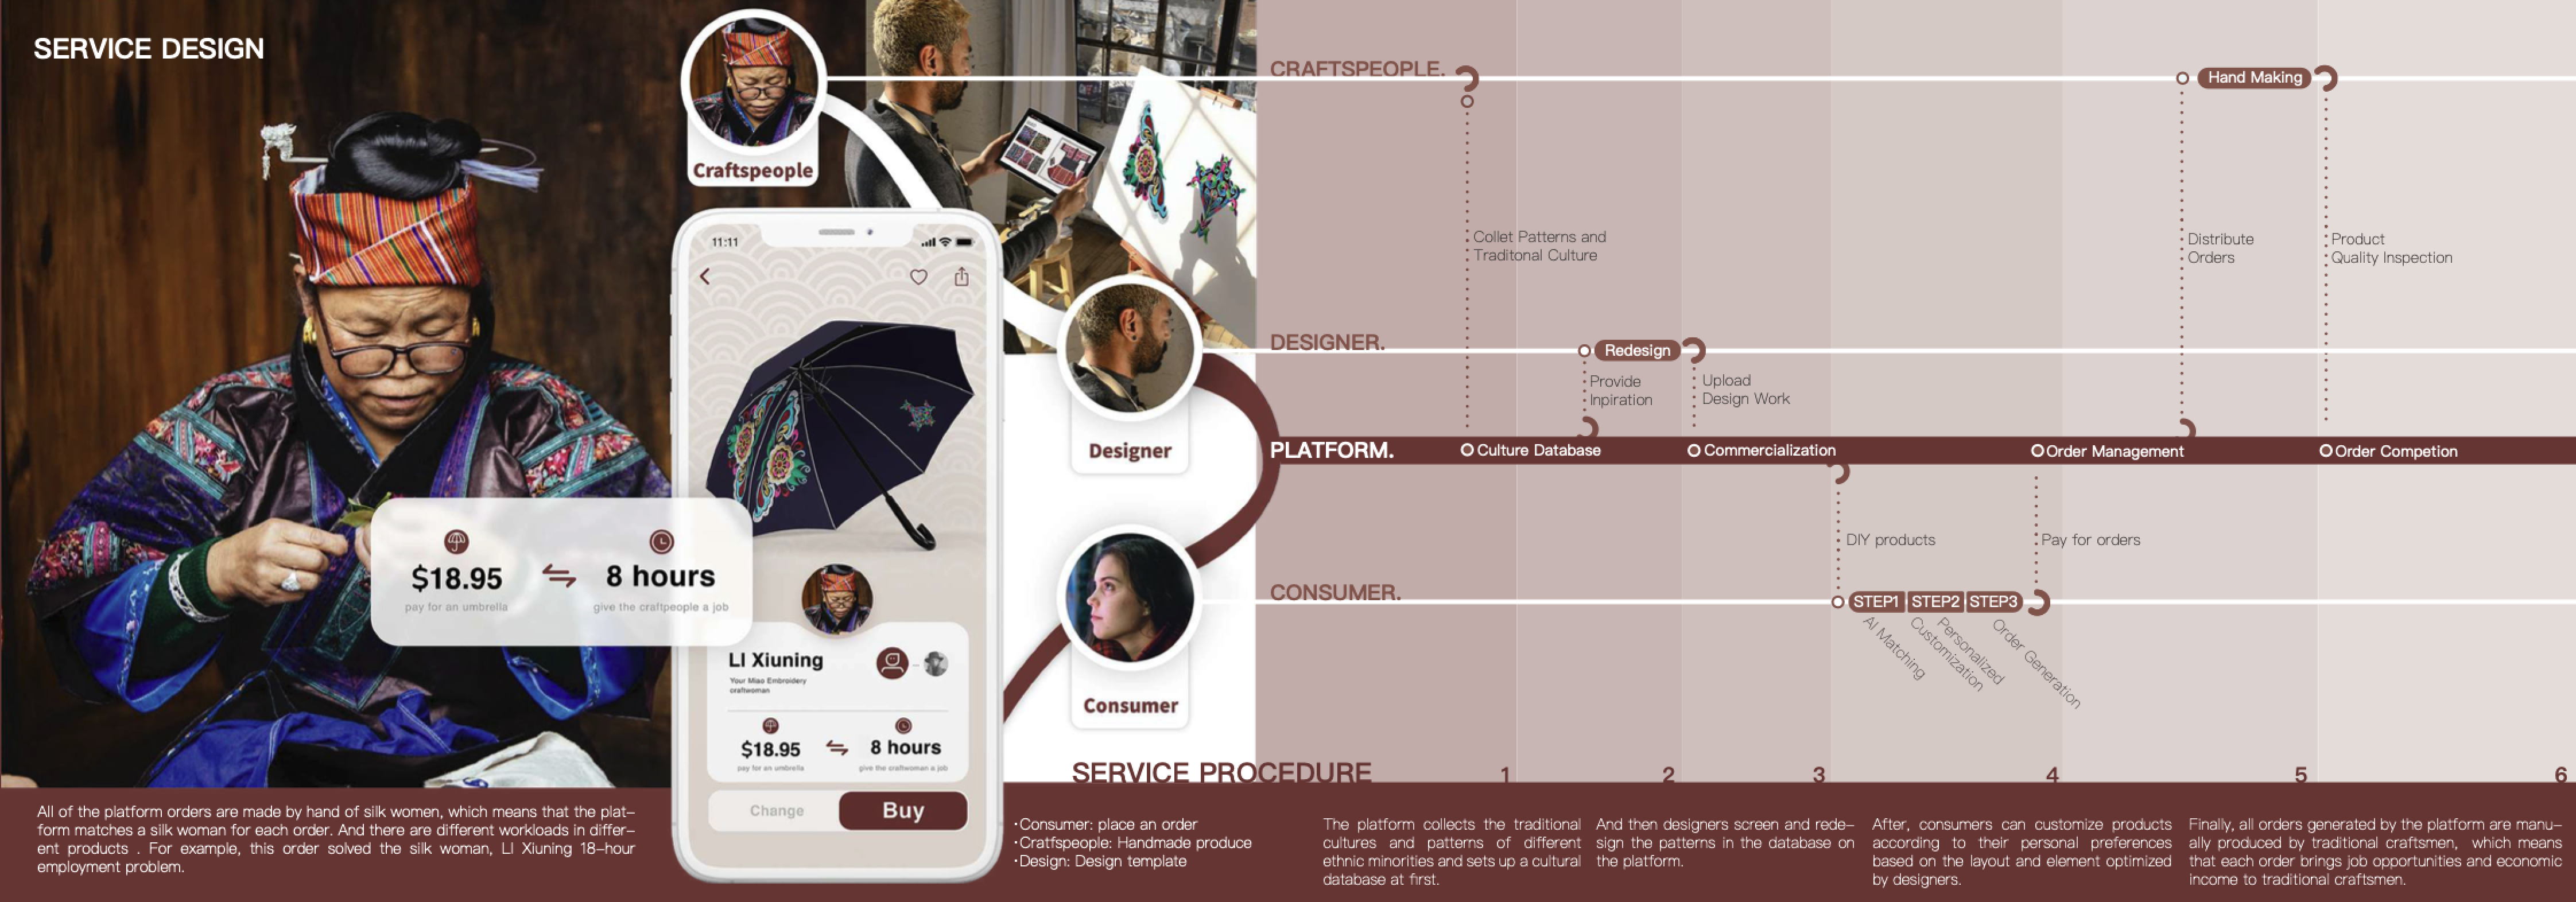 SERVICE DESIGN
Craftspeople
11:11
Designer
Consumer
$18.95
8 hours
pay for an umbrella
give the craftpeople a job
LI Xiuning
Your Miao Embroidery
craftwoman
$18.95
8 hours
pay for an umbrella
give the craftwoman a job
Change
Buy
All of the platform orders are made by hand of silk women, which means that the plat-
form matches a silk woman for each order. And there are different workloads in differ-
ent products . For example, this order solved the silk woman, LI Xiuning 18-hour
employment problem.
CRAFTSPEOPLE.
Hand Making
Collet Patterns and
Traditonal Culture
Distribute
Orders
Product
Quality Inspection
DESIGNER.
Redesign
Provide
Inpiration
Upload
Design Work
PLATFORM.
Culture Database
Commercialization
Order Management
Order Competion
DIY products
Pay for orders
CONSUMER.
STEP1
STEP2
STEP3
AI Matching
Personalized
Customization
Order Generation
SERVICE PROCEDURE
1
2
3
4
5
6
·Consumer: place an order
·Cratfspeople: Handmade produce
·Design: Design template
The platform collects the traditional
cultures and patterns of different
ethnic minorities and sets up a cultural
database at first.
And then designers screen and rede-
sign the patterns in the database on
the platform.
After, consumers can customize products
according to their personal preferences
based on the layout and element optimized
by designers.
Finally, all orders generated by the platform are manu-
ally produced by traditional craftsmen, which means
that each order brings job opportunities and economic
income to traditional craftsmen.